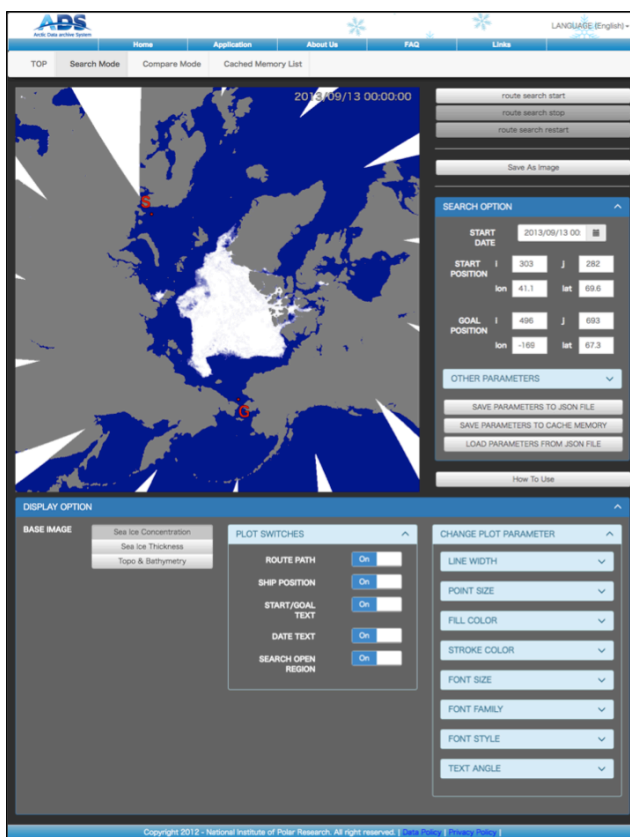 ADS
Arctic Data archive System
LANGUAGE (English)
Home Application About Us FAQ Links
TOP Search Mode Compare Mode Cached Memory List
2013/09/13 00:00:00
S
G
route search start
route search stop
route search restart
Save As Image
SEARCH OPTION
START DATE 2013/09/13 00:
START POSITION i 303 j 282
lon 41.1 lat 69.6
GOAL POSITION i 496 j 693
lon -169 lat 67.3
OTHER PARAMETERS
SAVE PARAMETERS TO JSON FILE
SAVE PARAMETERS TO CACHE MEMORY
LOAD PARAMETERS FROM JSON FILE
How To Use
DISPLAY OPTION
BASE IMAGE
Sea Ice Concentration
Sea Ice Thickness
Topo & Bathymetry
PLOT SWITCHES
ROUTE PATH On
SHIP POSITION On
START/GOAL TEXT On
DATE TEXT On
SEARCH OPEN REGION On
CHANGE PLOT PARAMETER
LINE WIDTH
POINT SIZE
FILL COLOR
STROKE COLOR
FONT SIZE
FONT FAMILY
FONT STYLE
TEXT ANGLE
Copyright 2012 - National Institute of Polar Research. All right reserved. | Data Policy | Privacy Policy |